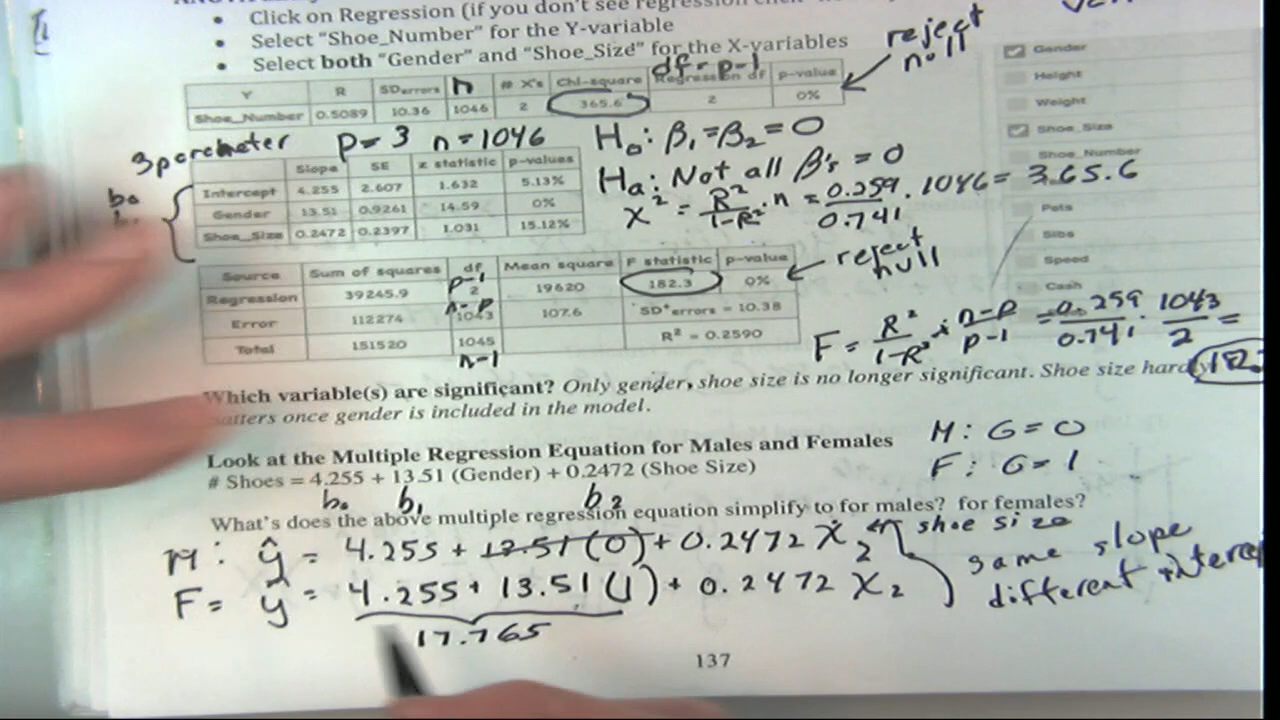 Click on Regression (if you don't see regression click
• Select "Shoe_Number" for the Y-variable
• Select both "Gender" and "Shoe_Size" for the X-variables
reject null
df = p-1
Y R SDerrors n # X's Chi-square Regression df p-value
Shoe_Number 0.5089 10.36 1046 2 365.6 2 0%
3 parameter p = 3 n = 1046
H₀: β₁ = β₂ = 0
Hₐ: Not all β's = 0
X² = R²/1-R² · n = 0.259/0.741 · 1046 = 365.6
b₀
Slope SE z statistic p-values
Intercept 4.255 2.607 1.632 5.13%
Gender 13.51 0.9261 14.59 0%
Shoe_Size 0.2472 0.2397 1.031 15.12%
Source Sum of squares df Mean square F statistic p-value
Regression 39245.9 p-1 2 19620 182.3 0%
Error 112274 n-p 1043 107.6 SD⁺errors = 10.38
Total 151520 1045 R² = 0.2590
n-1
reject null
F = R²/1-R² * n-p/p-1 = 0.259/0.741 · 1043/2 =
182.
Gender
Height
Weight
Shoe_Size
Shoe_Number
Pets
Sibs
Speed
Cash
Which variable(s) are significant? Only gender, shoe size is no longer significant. Shoe size hard
matters once gender is included in the model.
Look at the Multiple Regression Equation for Males and Females
# Shoes = 4.255 + 13.51 (Gender) + 0.2472 (Shoe Size)
b₀ b₁ b₂
M: G = 0
F: G = 1
What's does the above multiple regression equation simplify to for males? for females?
M: ŷ = 4.255 + 13.51(0) + 0.2472 X₂ ← shoe size
F = ŷ = 4.255 + 13.51(1) + 0.2472 X₂
17.765
same slope
different interce
137